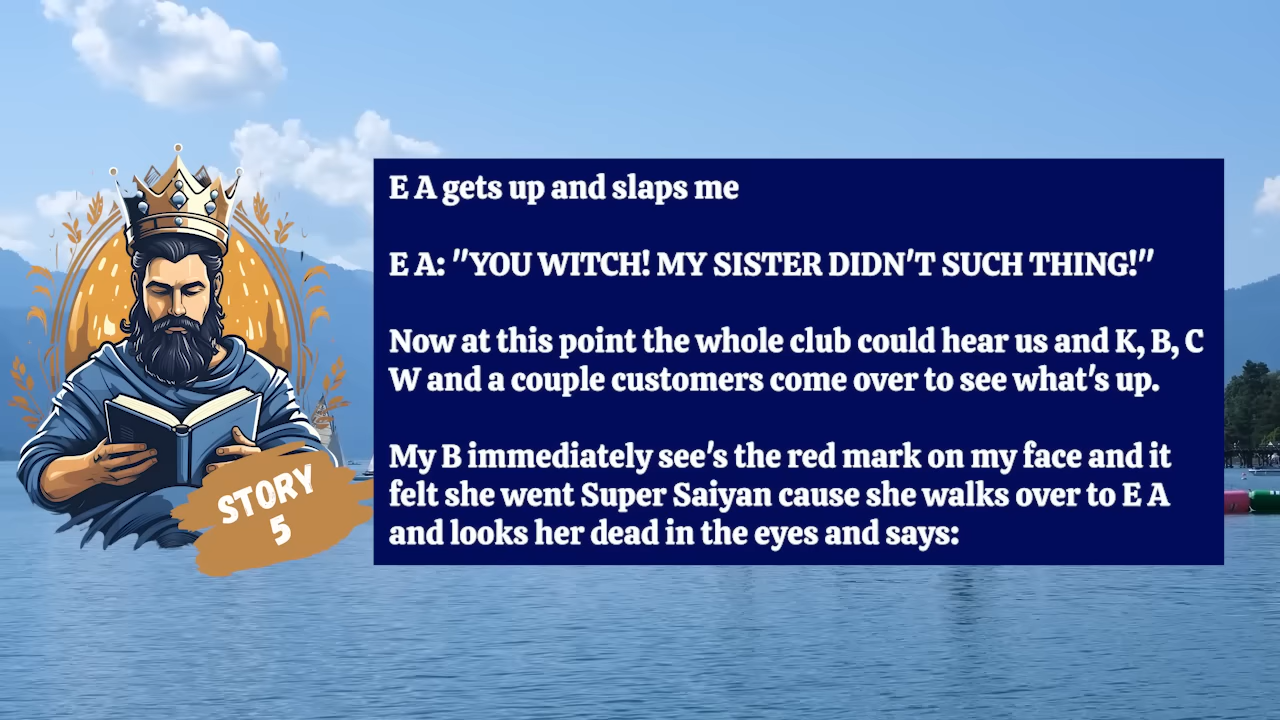 E A gets up and slaps me
E A: "YOU WITCH! MY SISTER DIDN'T SUCH THING!"
Now at this point the whole club could hear us and K, B, C
W and a couple customers come over to see what's up.
My B immediately see's the red mark on my face and it
felt she went Super Saiyan cause she walks over to E A
and looks her dead in the eyes and says:
STORY
5